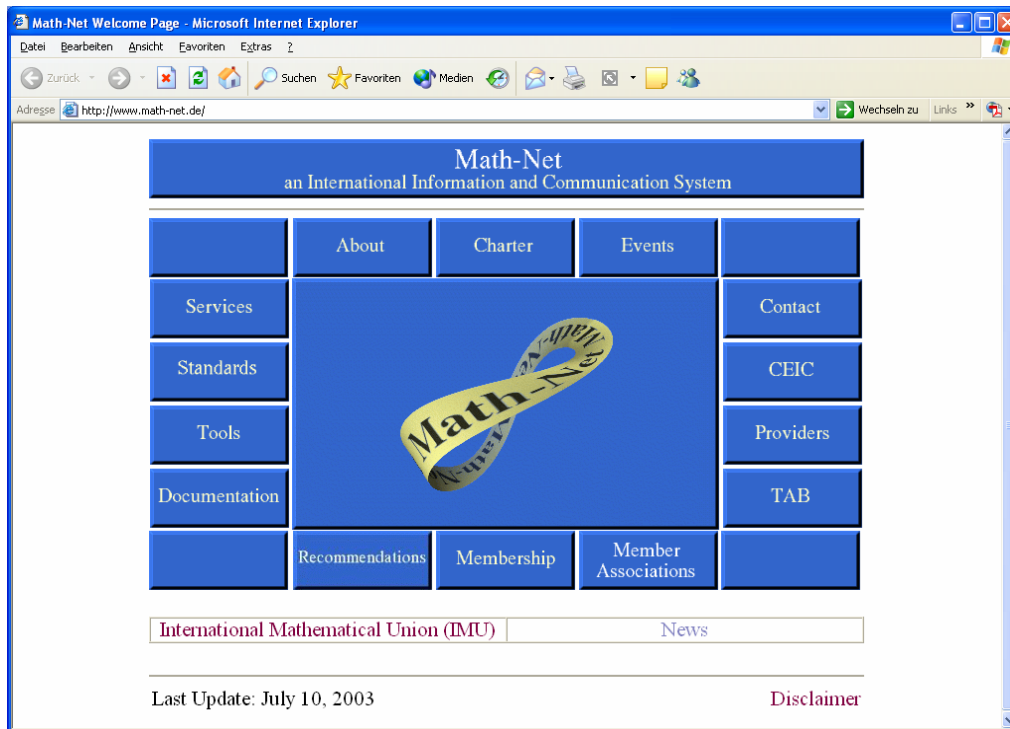 Math-Net Welcome Page - Microsoft Internet Explorer
Datei Bearbeiten Ansicht Favoriten Extras ?
Zurück Suchen Favoriten Medien
Adresse http://www.math-net.de/ Wechseln zu Links »
Math-Net
an International Information and Communication System
About Charter Events
Services Contact
Standards CEIC
Math-Net
Tools Providers
Documentation TAB
Recommendations Membership Member
Associations
International Mathematical Union (IMU) News
Last Update: July 10, 2003 Disclaimer